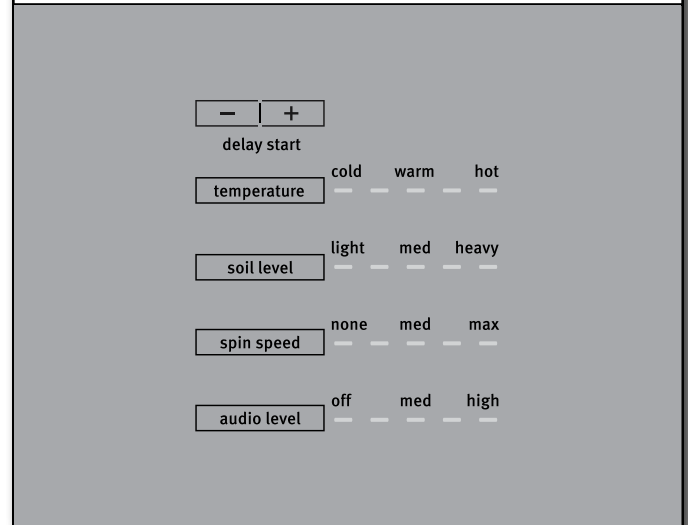 − +
delay start
cold warm hot
temperature
light med heavy
soil level
none med max
spin speed
off med high
audio level